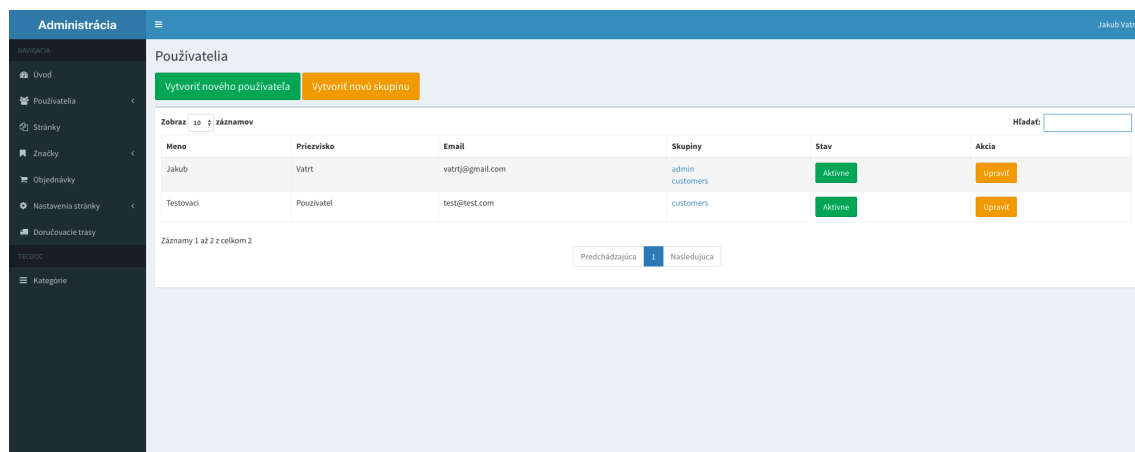 Administrácia
Jakub Vatr
NAVIGÁCIA
Úvod
Používatelia
Stránky
Značky
Objednávky
Nastavenia stránky
Doručovacie trasy
TECDOC
Kategórie
Používatelia
Vytvoriť nového používateľa Vytvoriť novú skupinu
Zobraz 10 záznamov Hľadať:
Meno Priezvisko Email Skupiny Stav Akcia
Jakub Vatrt vatrtj@gmail.com admin Aktívne Upraviť
customers
Testovaci Pouzivatel test@test.com customers Aktívne Upraviť
Záznamy 1 až 2 z celkom 2
Predchádzajúca 1 Nasledujúca